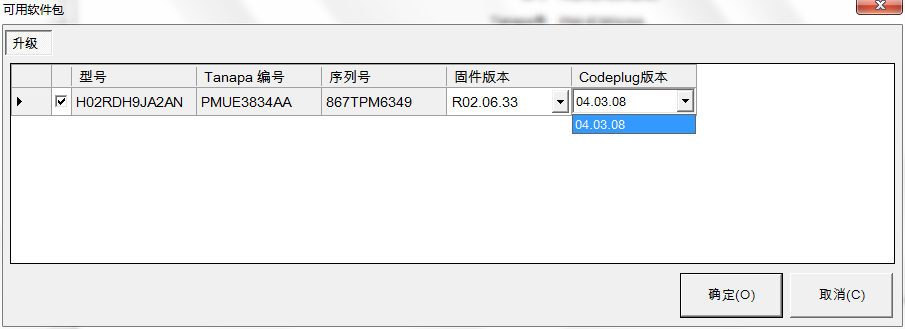 可用软件包
升级
型号 Tanapa 编号 序列号 固件版本 Codeplug版本
H02RDH9JA2AN PMUE3834AA 867TPM6349 R02.06.33 04.03.08
04.03.08
确定(O) 取消(C)